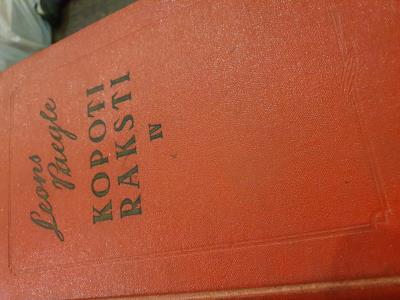 Leons
Paegle
KOPOTI
RAKSTI
IV